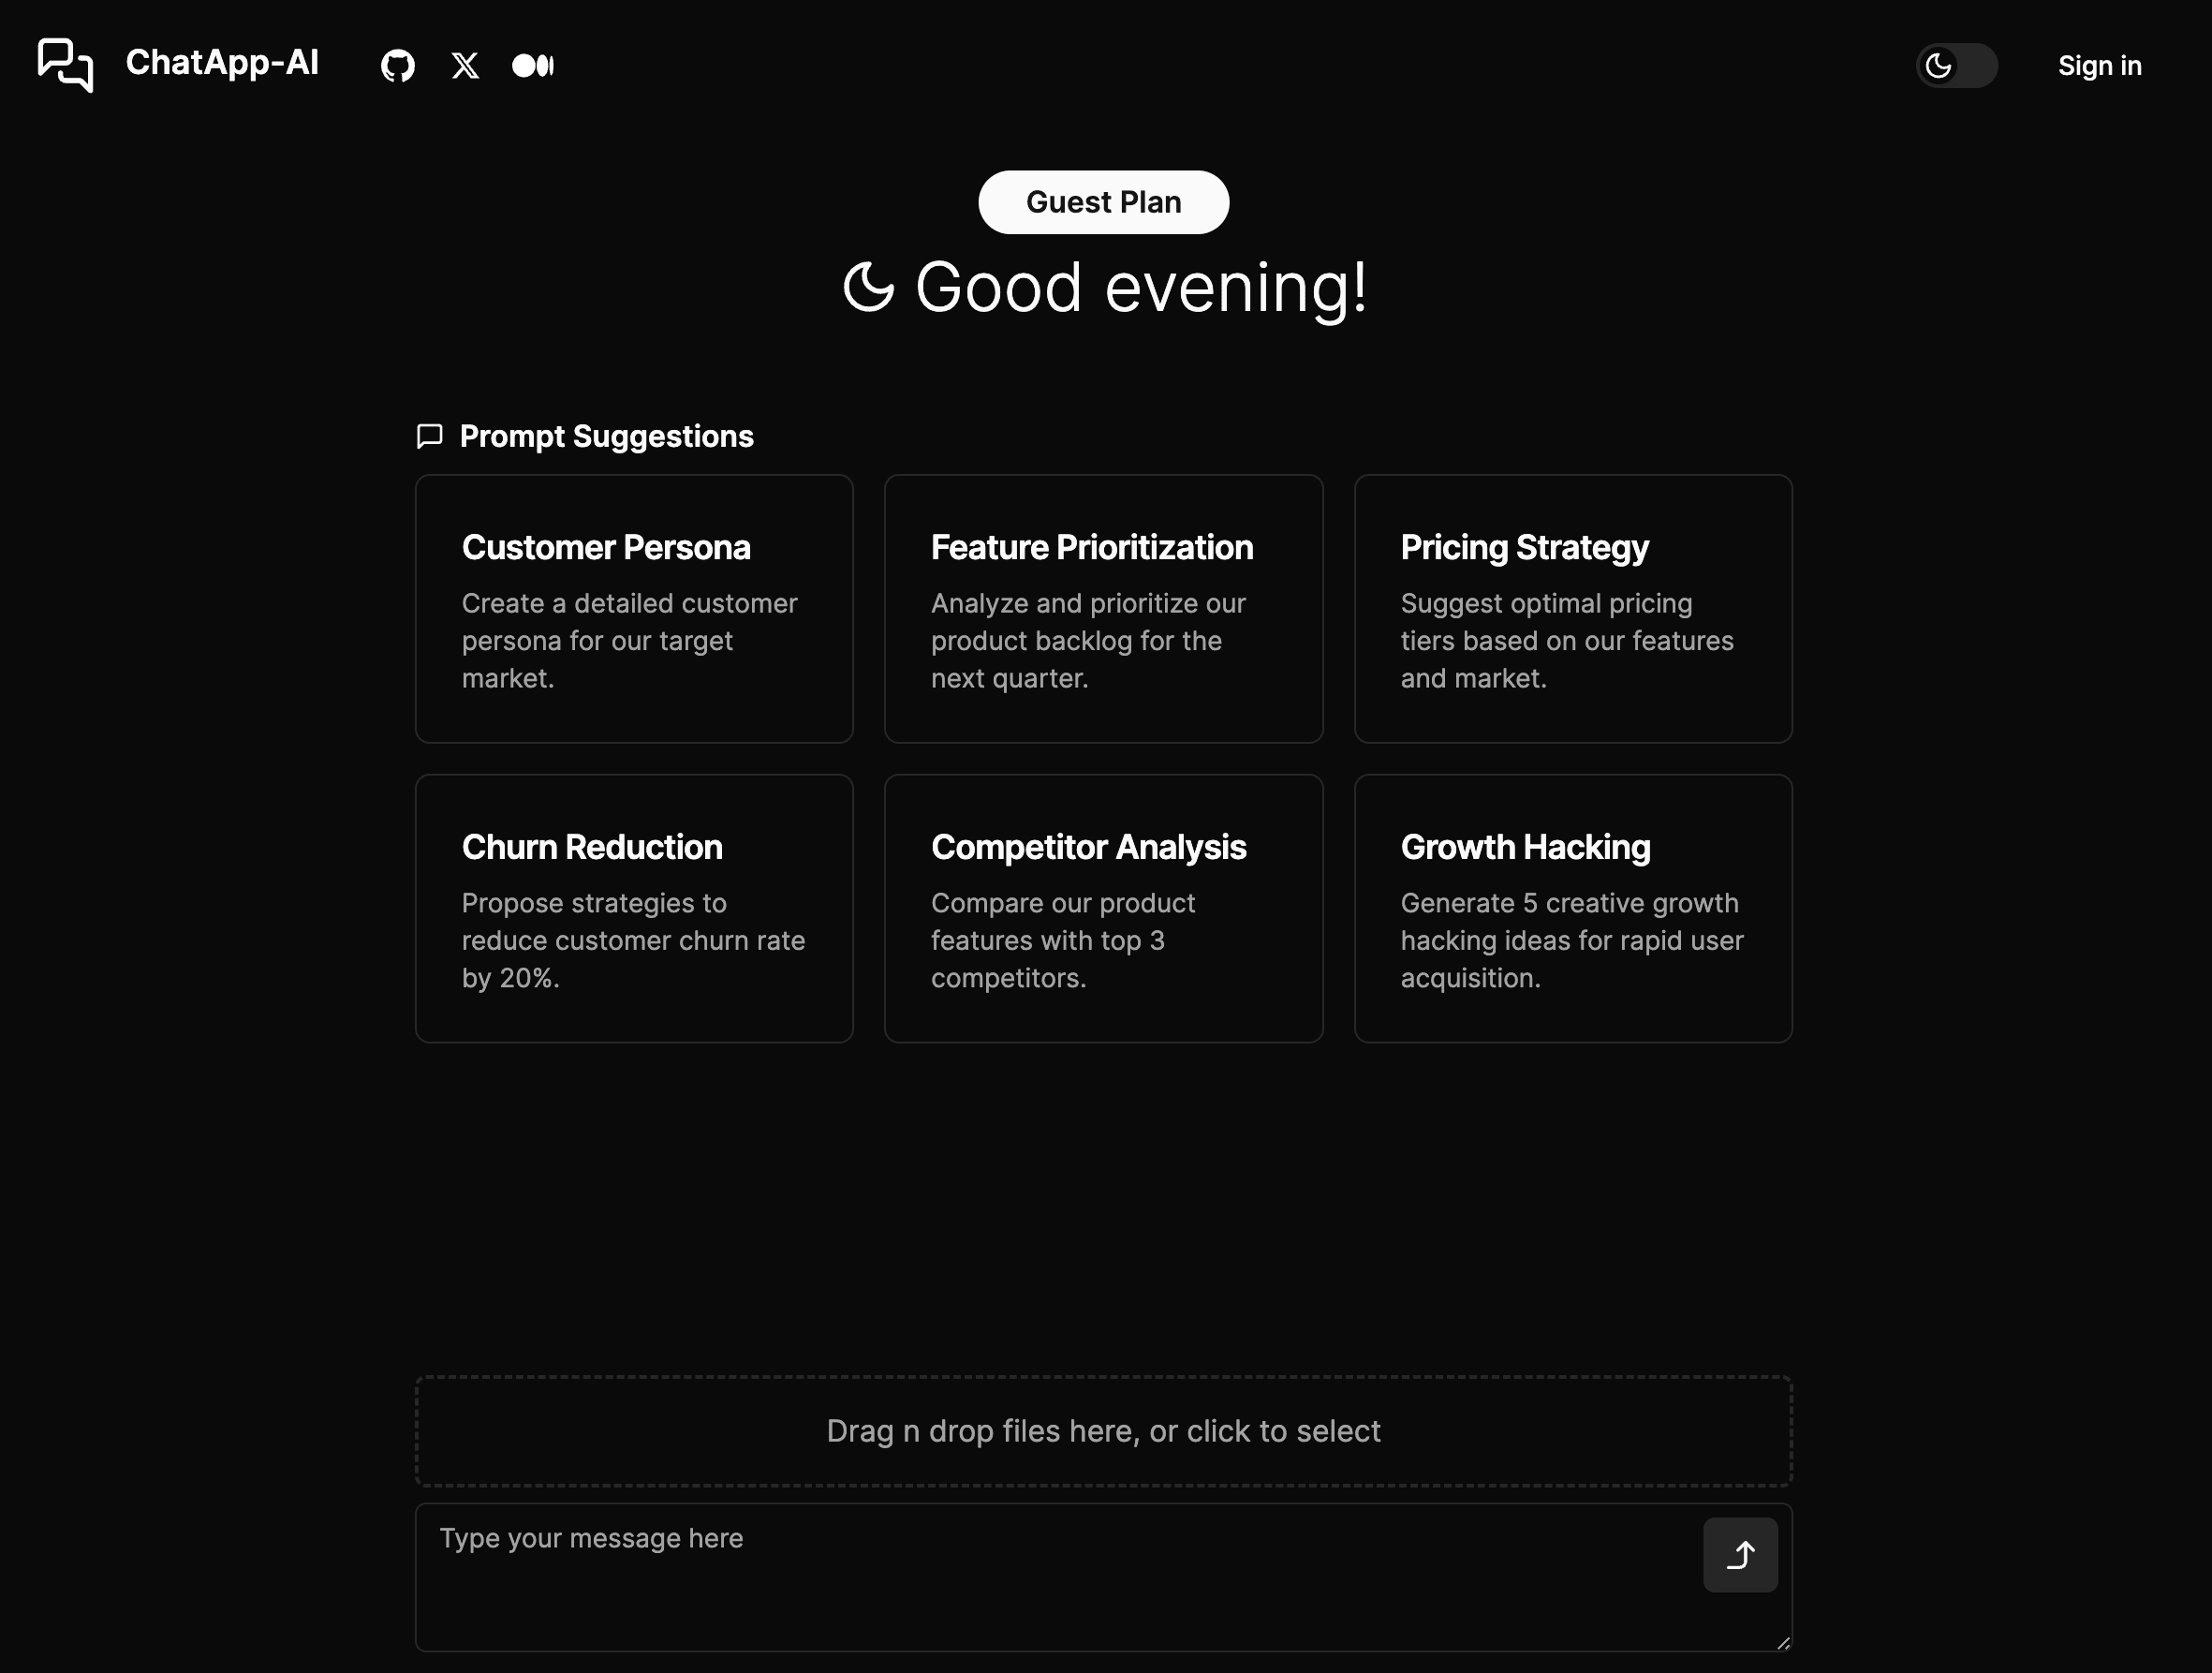 ChatApp-AI
Sign in
Guest Plan
Good evening!
Prompt Suggestions
Customer Persona
Create a detailed customer
persona for our target
market.
Feature Prioritization
Analyze and prioritize our
product backlog for the
next quarter.
Pricing Strategy
Suggest optimal pricing
tiers based on our features
and market.
Churn Reduction
Propose strategies to
reduce customer churn rate
by 20%.
Competitor Analysis
Compare our product
features with top 3
competitors.
Growth Hacking
Generate 5 creative growth
hacking ideas for rapid user
acquisition.
Drag n drop files here, or click to select
Type your message here